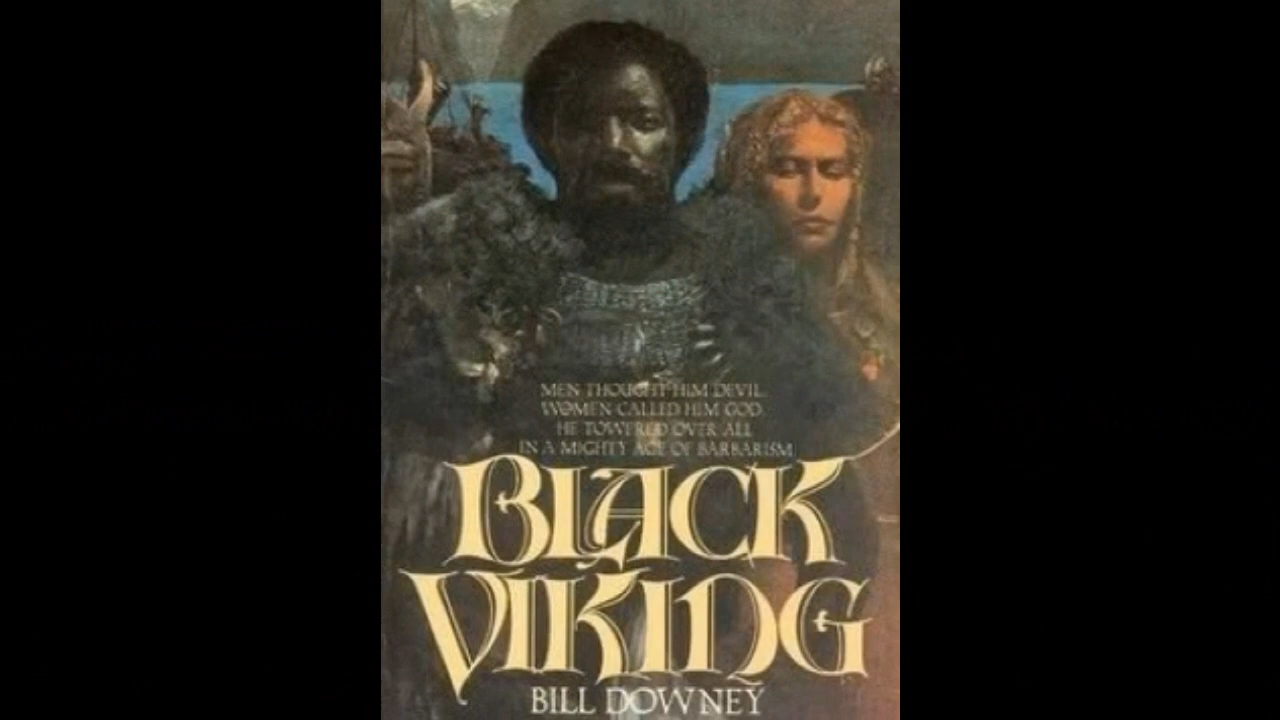 MEN THOUGHT HIM DEVIL.
WOMEN CALLED HIM GOD.
HE TOWERED OVER ALL
IN A MIGHTY AGE OF BARBARISM
BLACK
VIKING
BILL DOWNEY